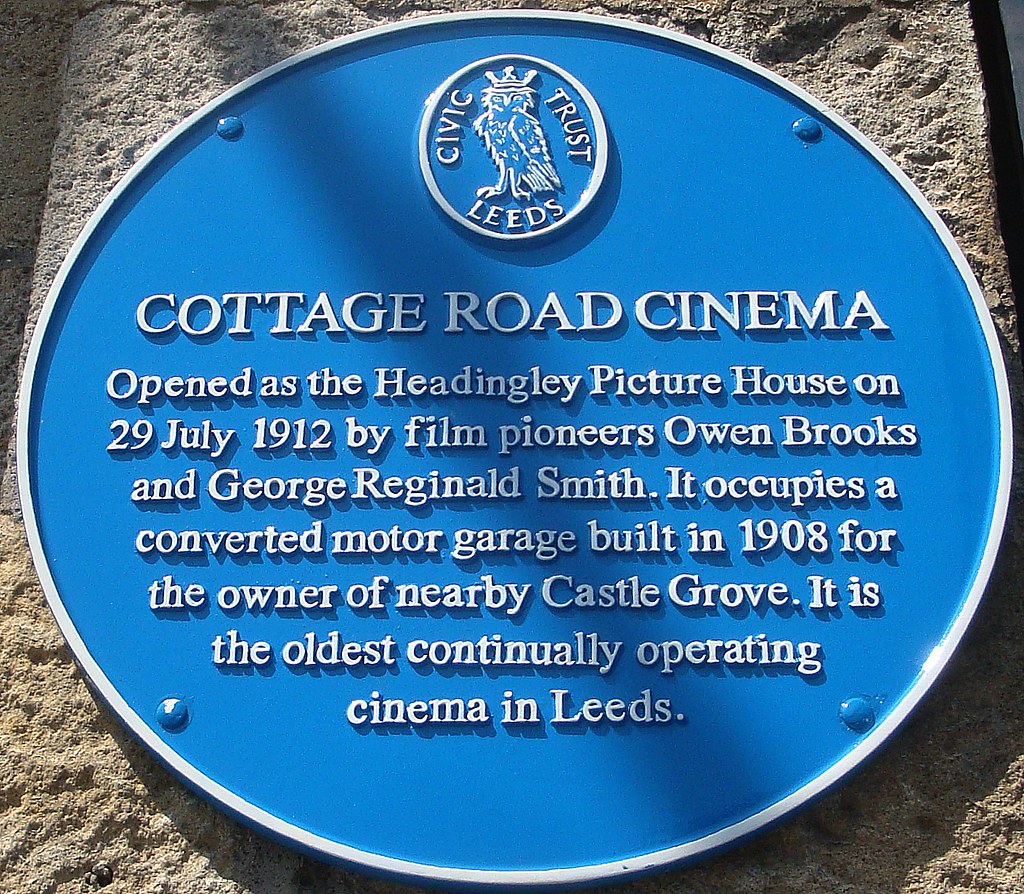 CIVIC TRUST
LEEDS
COTTAGE ROAD CINEMA
Opened as the Headingley Picture House on
29 July 1912 by film pioneers Owen Brooks
and George Reginald Smith. It occupies a
converted motor garage built in 1908 for
the owner of nearby Castle Grove. It is
the oldest continually operating
cinema in Leeds.